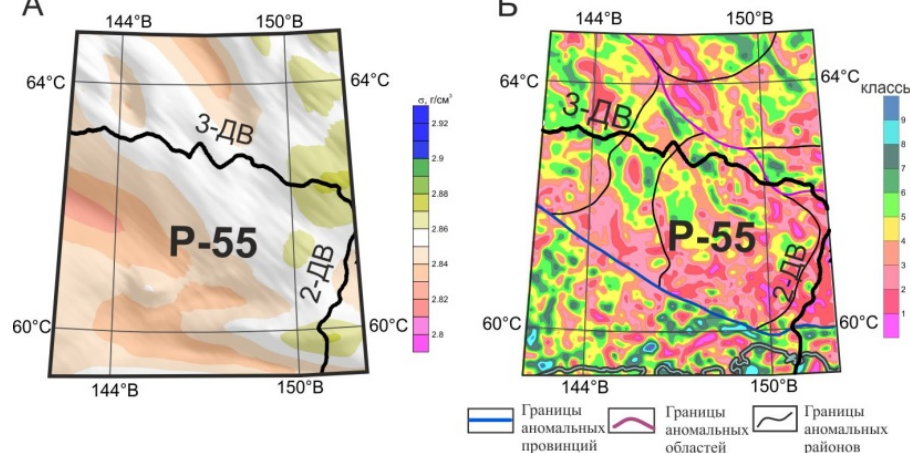 А
144°В
150°В
64°С
64°С
σ, г/см³
2.92
2.9
2.88
2.86
2.84
2.82
2.8
3-ДВ
Р-55
2-ДВ
60°С
60°С
144°В
150°В
Б
144°В
150°В
64°С
64°С
классы
9
8
7
6
5
4
3
2
1
3-ДВ
Р-55
2-ДВ
60°С
60°С
144°В
150°В
Границы
аномальных
провинций
Границы
аномальных
областей
Границы
аномальных
районов